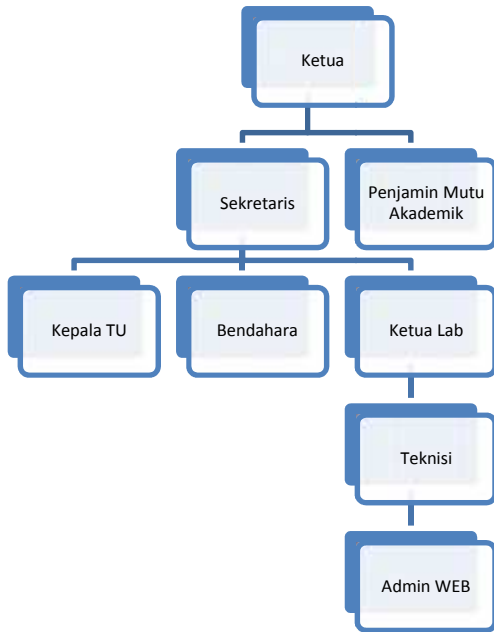 Ketua
Sekretaris
Penjamin Mutu
Akademik
Kepala TU
Bendahara
Ketua Lab
Teknisi
Admin WEB